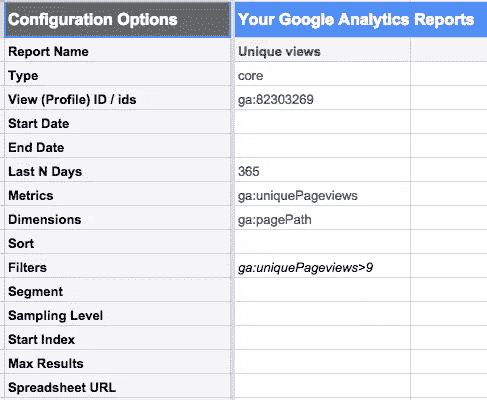 Configuration Options Your Google Analytics Reports
Report Name Unique views
Type core
View (Profile) ID / ids ga:82303269
Start Date
End Date
Last N Days 365
Metrics ga:uniquePageviews
Dimensions ga:pagePath
Sort
Filters ga:uniquePageviews>9
Segment
Sampling Level
Start Index
Max Results
Spreadsheet URL